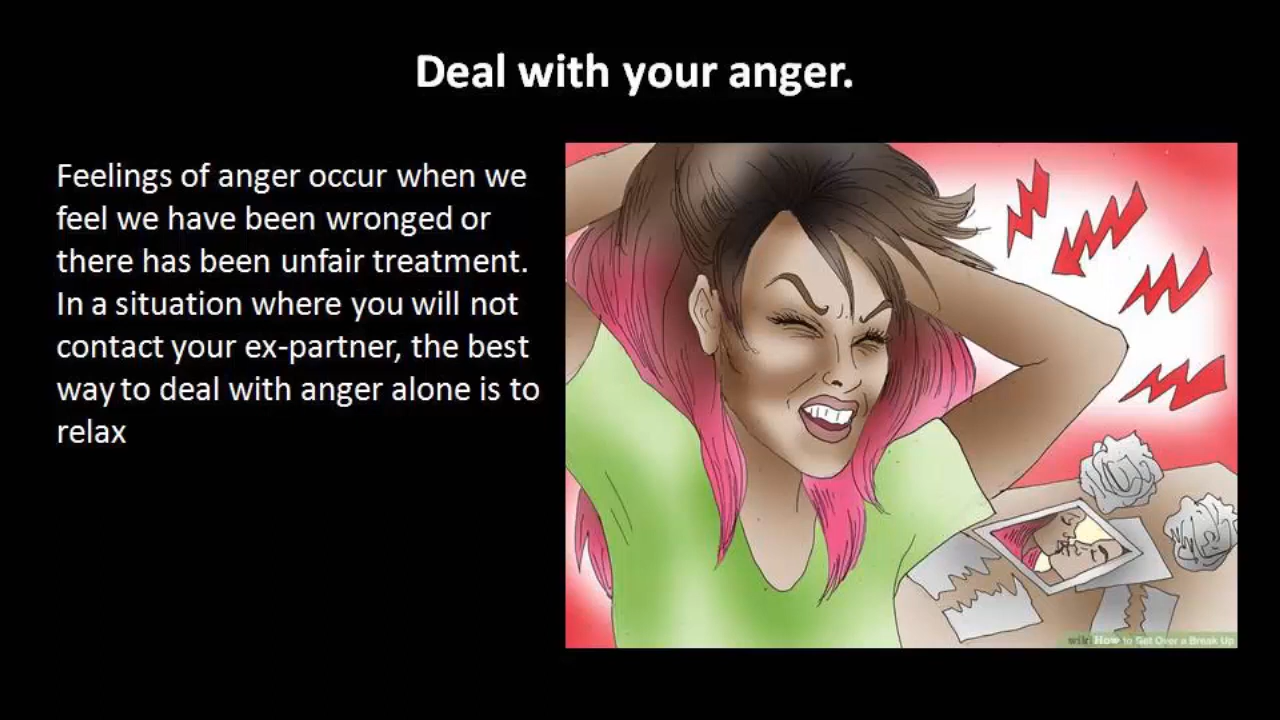 Deal with your anger.
Feelings of anger occur when we
feel we have been wronged or
there has been unfair treatment.
In a situation where you will not
contact your ex-partner, the best
way to deal with anger alone is to
relax
wikiHow to Get Over a Break Up